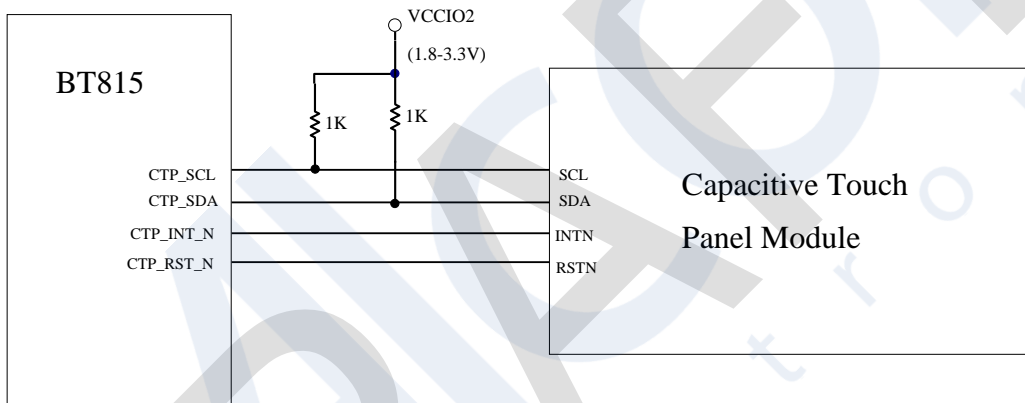 VCCIO2
(1.8-3.3V)
BT815
1K
1K
CTP_SCL
SCL
CTP_SDA
SDA
CTP_INT_N
INTN
CTP_RST_N
RSTN
Capacitive Touch
Panel Module